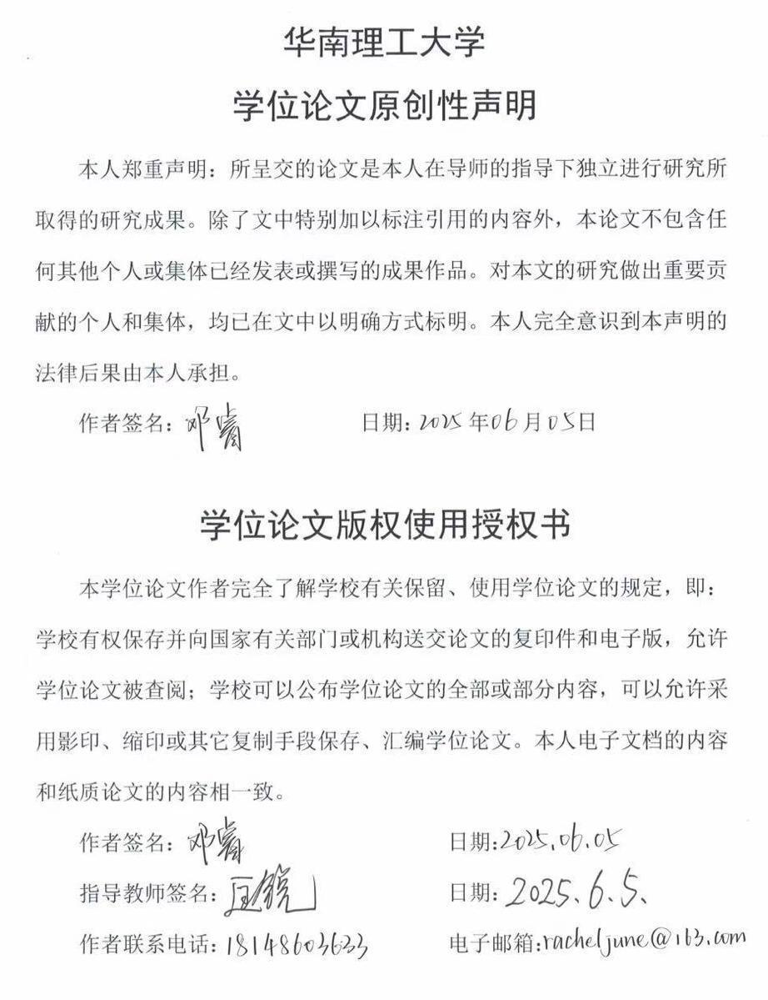 华南理工大学
学位论文原创性声明
本人郑重声明：所呈交的论文是本人在导师的指导下独立进行研究所
取得的研究成果。除了文中特别加以标注引用的内容外，本论文不包含任
何其他个人或集体已经发表或撰写的成果作品。对本文的研究做出重要贡
献的个人和集体，均已在文中以明确方式标明。本人完全意识到本声明的
法律后果由本人承担。
作者签名：邓睿 日期：2025年06月05日
学位论文版权使用授权书
本学位论文作者完全了解学校有关保留、使用学位论文的规定，即：
学校有权保存并向国家有关部门或机构送交论文的复印件和电子版，允许
学位论文被查阅；学校可以公布学位论文的全部或部分内容，可以允许采
用影印、缩印或其它复制手段保存、汇编学位论文。本人电子文档的内容
和纸质论文的内容相一致。
作者签名：邓睿 日期：2025.06.05
指导教师签名： 日期：2025.6.5.
作者联系电话：18148603633 电子邮箱：racheljune@163.com